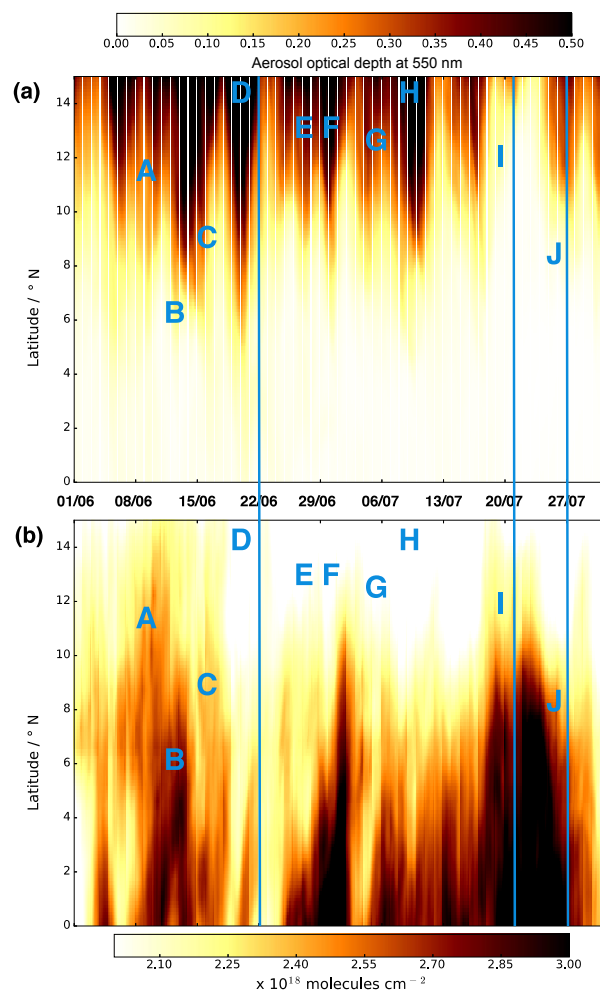 0.00 0.05 0.10 0.15 0.20 0.25 0.30 0.35 0.40 0.45 0.50
Aerosol optical depth at 550 nm
(a)
14
12
10
8
6
4
2
0
Latitude / ° N
D
H
E
F
G
A
I
C
J
B
01/06 08/06 15/06 22/06 29/06 06/07 13/07 20/07 27/07
(b)
14
12
10
8
6
4
2
0
Latitude / ° N
D
H
E
F
G
A
I
C
J
B
2.10 2.25 2.40 2.55 2.70 2.85 3.00
x 10¹⁸ molecules cm⁻²